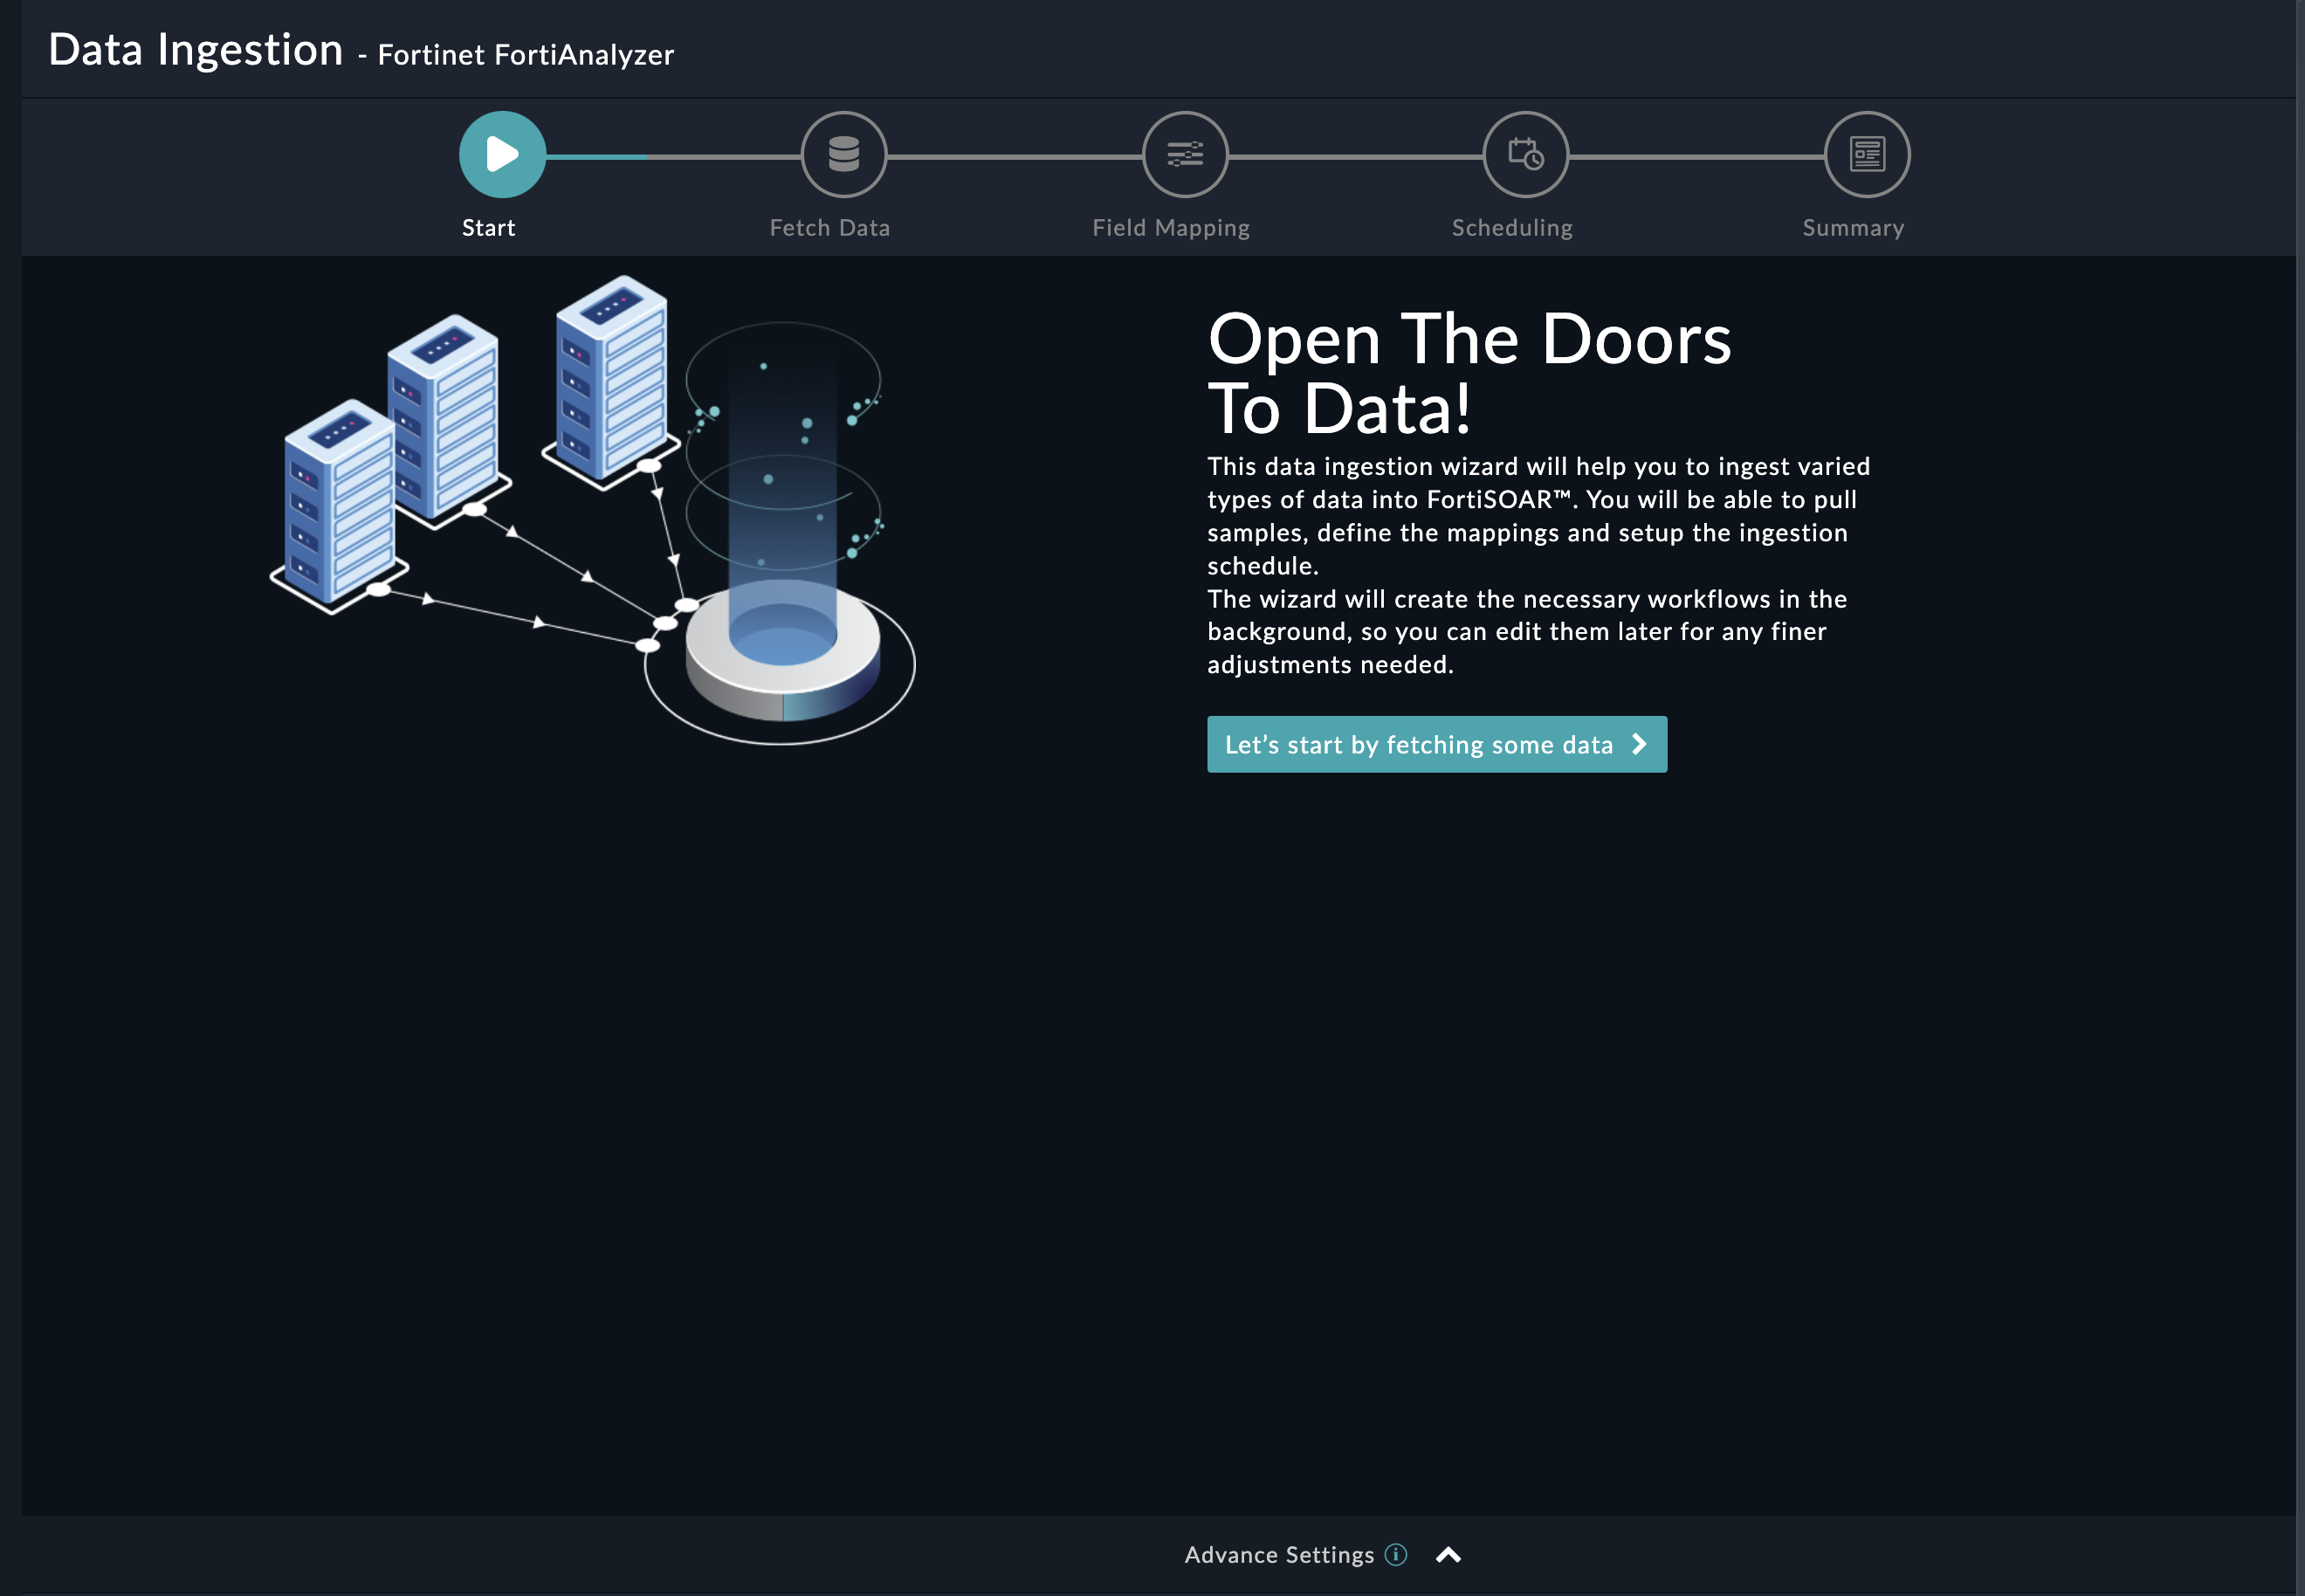 Data Ingestion - Fortinet FortiAnalyzer
Start
Fetch Data
Field Mapping
Scheduling
Summary
Open The Doors
To Data!
This data ingestion wizard will help you to ingest varied
types of data into FortiSOAR™. You will be able to pull
samples, define the mappings and setup the ingestion
schedule.
The wizard will create the necessary workflows in the
background, so you can edit them later for any finer
adjustments needed.
Let’s start by fetching some data
Advance Settings